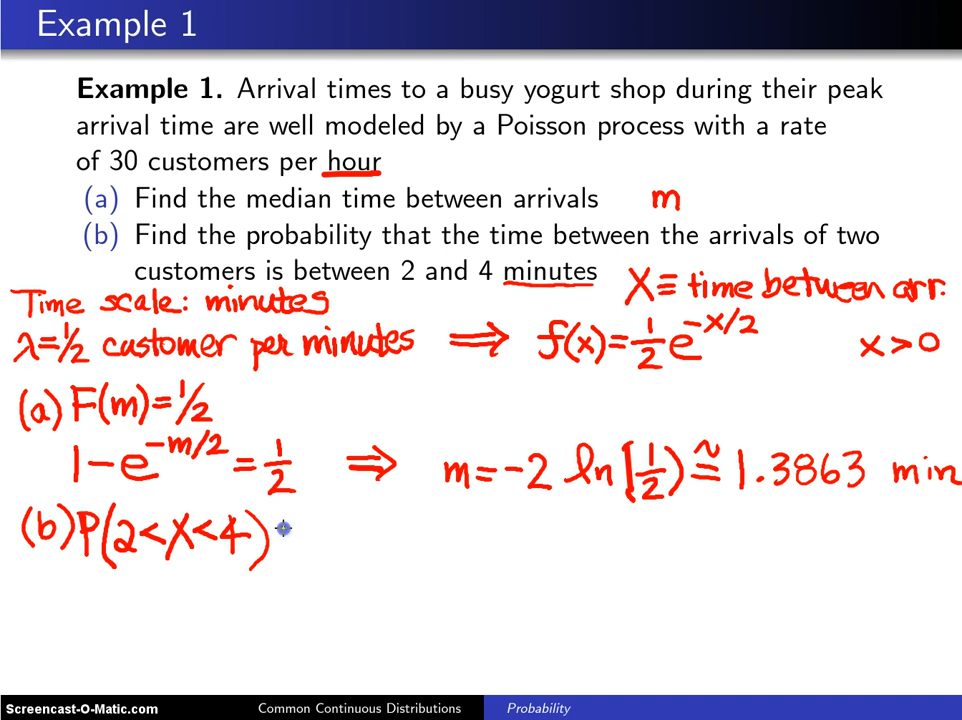 Example 1
Example 1. Arrival times to a busy yogurt shop during their peak
arrival time are well modeled by a Poisson process with a rate
of 30 customers per hour
(a) Find the median time between arrivals m
(b) Find the probability that the time between the arrivals of two
customers is between 2 and 4 minutes
X ≡ time between arr.
Time scale: minutes
λ=1/2 customer per minutes ⟹ f(x)=1/2 e^{-x/2} x>0
(a) F(m)=1/2
1-e^{-m/2}=1/2 ⟹ m=-2 ln(1/2) ≅ 1.3863 min
(b) P(2<X<4)
Screencast-O-Matic.com Common Continuous Distributions Probability